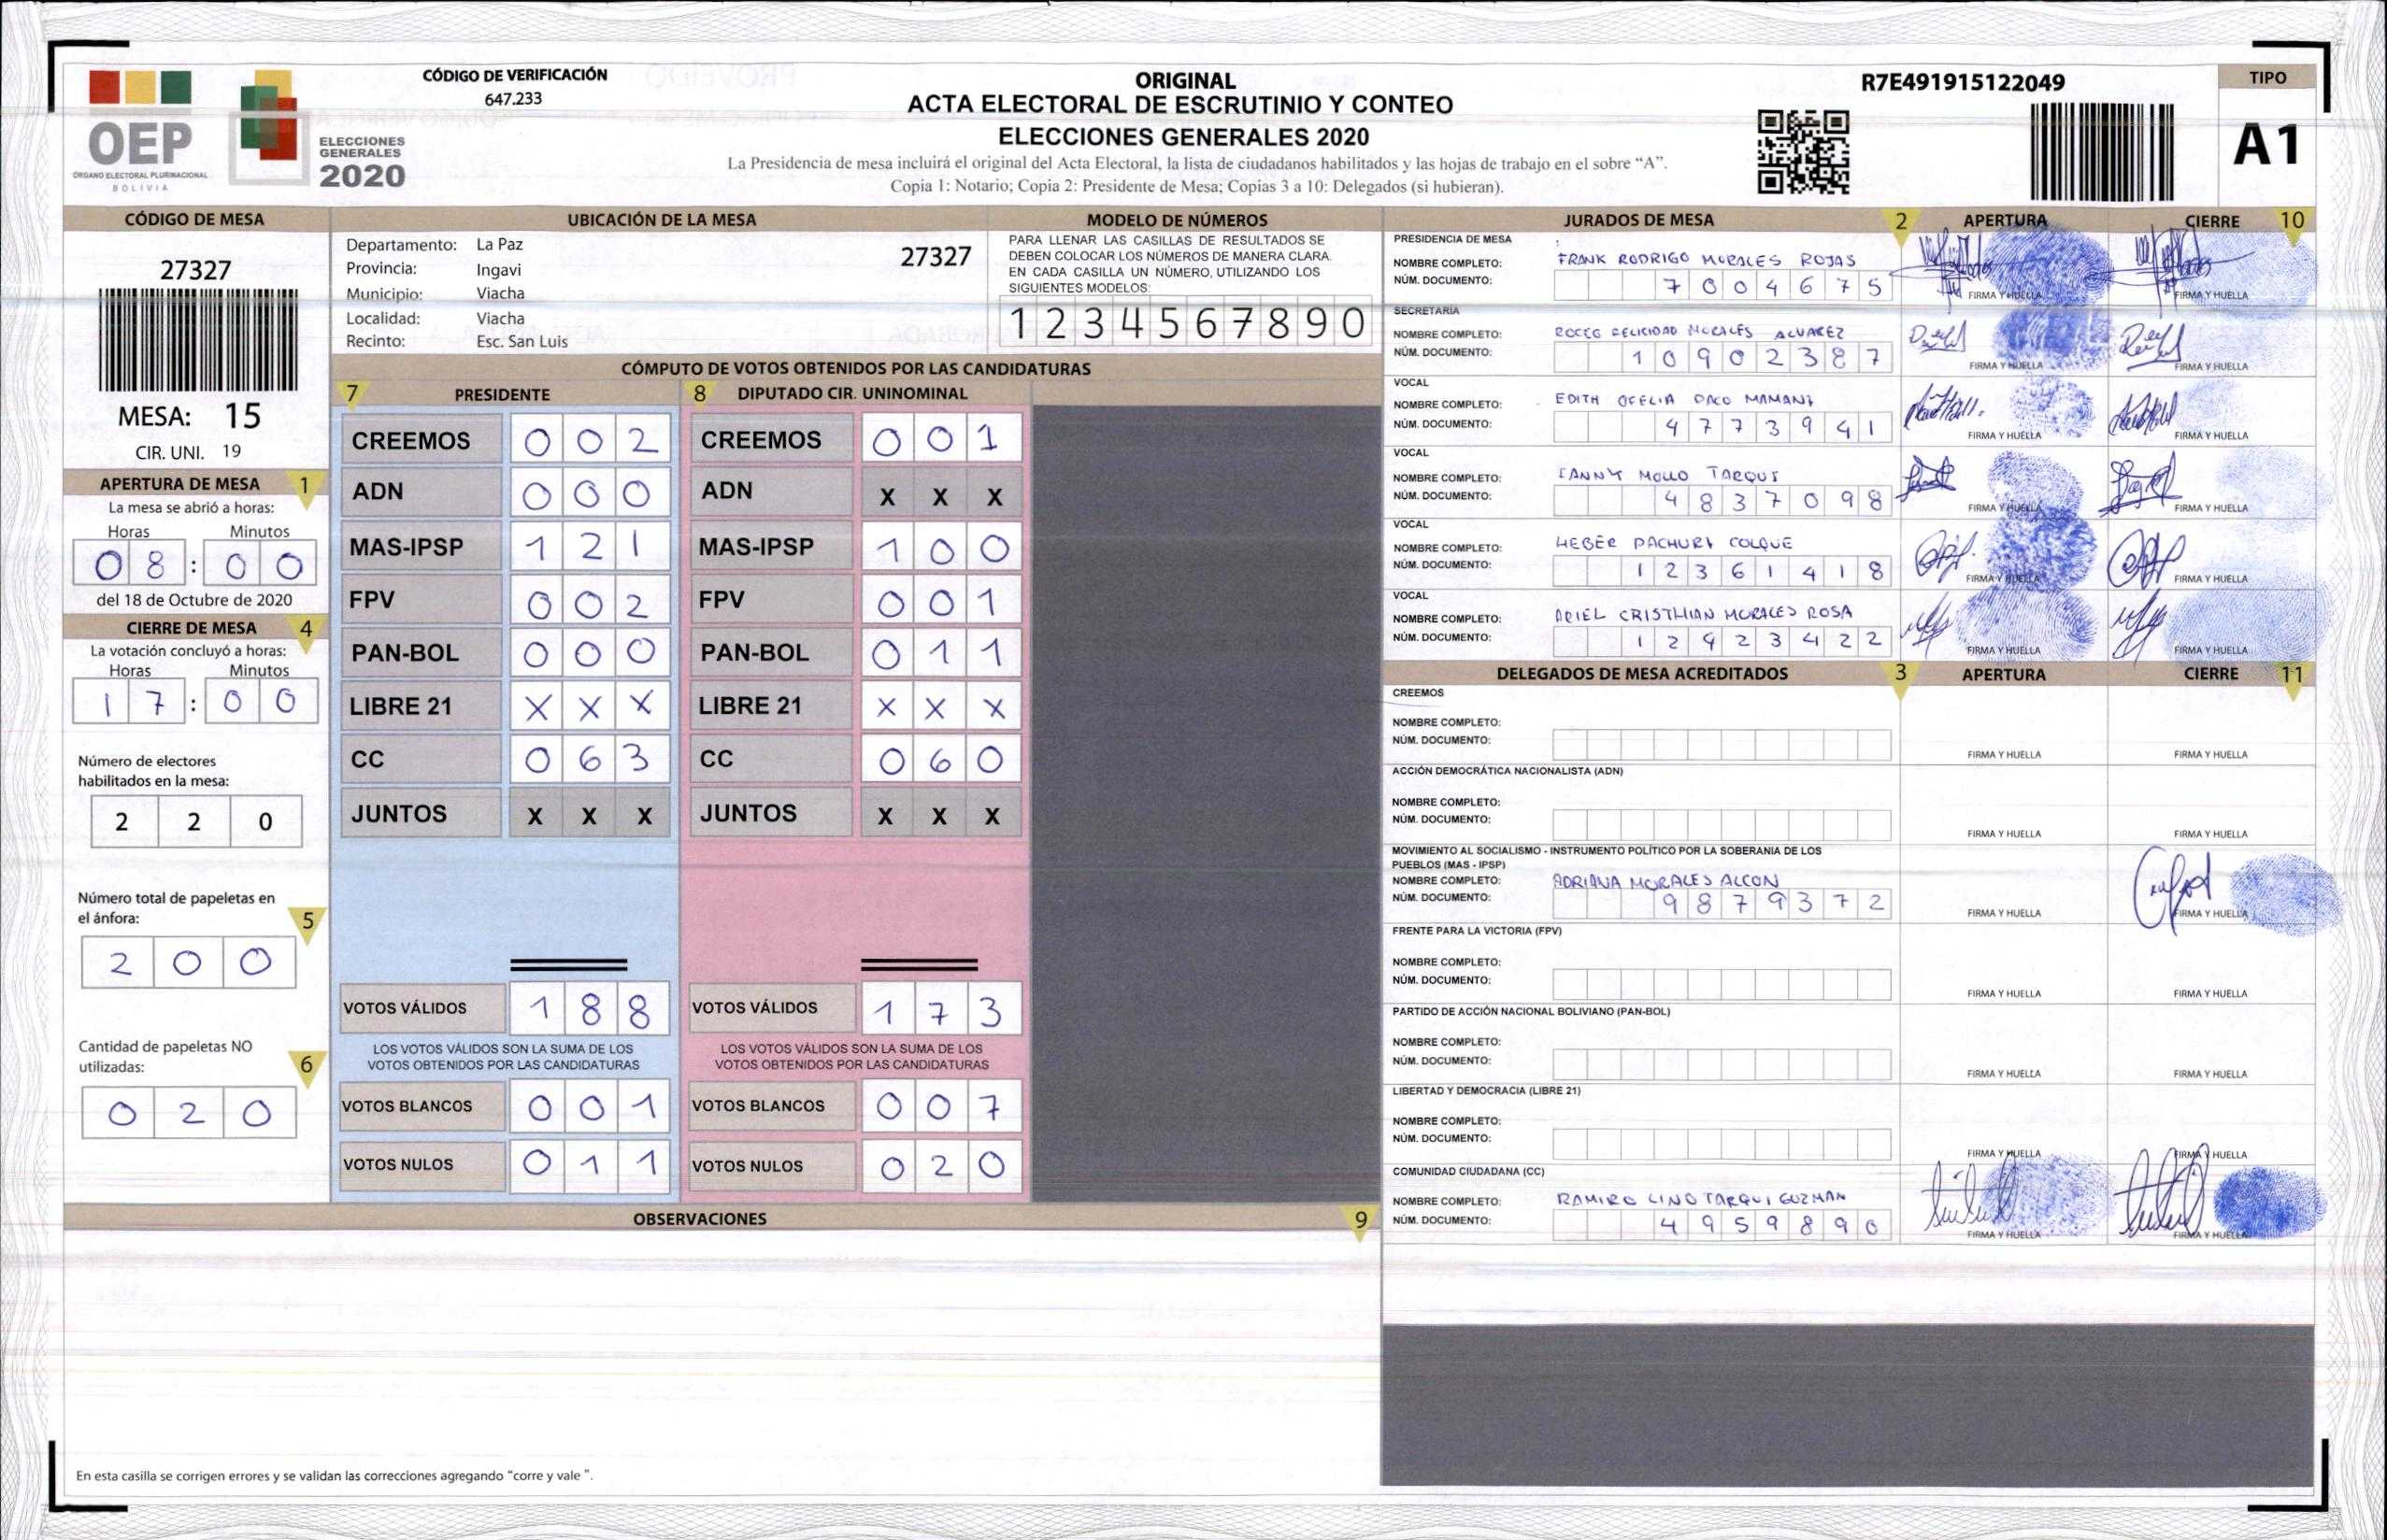 OEP
ÓRGANO ELECTORAL PLURINACIONAL
BOLIVIA
ELECCIONES
GENERALES
2020
CÓDIGO DE VERIFICACIÓN
647.233
ORIGINAL
ACTA ELECTORAL DE ESCRUTINIO Y CONTEO
ELECCIONES GENERALES 2020
La Presidencia de mesa incluirá el original del Acta Electoral, la lista de ciudadanos habilitados y las hojas de trabajo en el sobre “A”.
Copia 1: Notario; Copia 2: Presidente de Mesa; Copias 3 a 10: Delegados (si hubieran).
R7E491915122049
TIPO
A1
CÓDIGO DE MESA
27327
MESA: 15
CIR. UNI. 19
APERTURA DE MESA 1
La mesa se abrió a horas:
Horas Minutos
08:00
del 18 de Octubre de 2020
CIERRE DE MESA 4
La votación concluyó a horas:
Horas Minutos
17:00
Número de electores
habilitados en la mesa:
2 2 0
Número total de papeletas en
el ánfora: 5
2 0 0
Cantidad de papeletas NO
utilizadas: 6
0 2 0
UBICACIÓN DE LA MESA
Departamento: La Paz 27327
Provincia: Ingavi
Municipio: Viacha
Localidad: Viacha
Recinto: Esc. San Luis
MODELO DE NÚMEROS
PARA LLENAR LAS CASILLAS DE RESULTADOS SE
DEBEN COLOCAR LOS NÚMEROS DE MANERA CLARA.
EN CADA CASILLA UN NÚMERO, UTILIZANDO LOS
SIGUIENTES MODELOS:
1 2 3 4 5 6 7 8 9 0
CÓMPUTO DE VOTOS OBTENIDOS POR LAS CANDIDATURAS
7 PRESIDENTE
CREEMOS 0 0 2
ADN 0 0 0
MAS-IPSP 1 2 1
FPV 0 0 2
PAN-BOL 0 0 0
LIBRE 21 X X X
CC 0 6 3
JUNTOS X X X
VOTOS VÁLIDOS 1 8 8
LOS VOTOS VÁLIDOS SON LA SUMA DE LOS
VOTOS OBTENIDOS POR LAS CANDIDATURAS
VOTOS BLANCOS 0 0 1
VOTOS NULOS 0 1 1
8 DIPUTADO CIR. UNINOMINAL
CREEMOS 0 0 1
ADN X X X
MAS-IPSP 1 0 0
FPV 0 0 1
PAN-BOL 0 1 1
LIBRE 21 X X X
CC 0 6 0
JUNTOS X X X
VOTOS VÁLIDOS 1 7 3
LOS VOTOS VÁLIDOS SON LA SUMA DE LOS
VOTOS OBTENIDOS POR LAS CANDIDATURAS
VOTOS BLANCOS 0 0 7
VOTOS NULOS 0 2 0
OBSERVACIONES 9
En esta casilla se corrigen errores y se validan las correcciones agregando “corre y vale ”.
JURADOS DE MESA 2 APERTURA CIERRE 10
PRESIDENCIA DE MESA
NOMBRE COMPLETO: FRANK RODRIGO MORALES ROJAS
NÚM. DOCUMENTO: 7 0 0 4 6 7 5
FIRMA Y HUELLA FIRMA Y HUELLA
SECRETARIA
NOMBRE COMPLETO: FELICIDAD MORALES ALVAREZ
NÚM. DOCUMENTO: 1 0 9 0 2 3 8 7
FIRMA Y HUELLA FIRMA Y HUELLA
VOCAL
NOMBRE COMPLETO: EDITH OFELIA PACO MAMANI
NÚM. DOCUMENTO: 4 7 7 3 9 4 1
FIRMA Y HUELLA FIRMA Y HUELLA
VOCAL
NOMBRE COMPLETO: MOLLO TARQUI
NÚM. DOCUMENTO: 4 8 3 7 0 9 8
FIRMA Y HUELLA FIRMA Y HUELLA
VOCAL
NOMBRE COMPLETO: HEBER PACHURI COLQUE
NÚM. DOCUMENTO: 1 2 3 6 1 4 1 8
FIRMA Y HUELLA FIRMA Y HUELLA
VOCAL
NOMBRE COMPLETO: ARIEL CRISTHIAN MORALES ROSA
NÚM. DOCUMENTO: 1 2 9 2 3 4 2 2
FIRMA Y HUELLA FIRMA Y HUELLA
DELEGADOS DE MESA ACREDITADOS 3 APERTURA CIERRE 11
CREEMOS
NOMBRE COMPLETO:
NÚM. DOCUMENTO:
FIRMA Y HUELLA FIRMA Y HUELLA
ACCIÓN DEMOCRÁTICA NACIONALISTA (ADN)
NOMBRE COMPLETO:
NÚM. DOCUMENTO:
FIRMA Y HUELLA FIRMA Y HUELLA
MOVIMIENTO AL SOCIALISMO - INSTRUMENTO POLÍTICO POR LA SOBERANIA DE LOS
PUEBLOS (MAS - IPSP)
NOMBRE COMPLETO: ADRIANA MORALES ALCON
NÚM. DOCUMENTO: 9 8 7 9 3 7 2
FIRMA Y HUELLA FIRMA Y HUELLA
FRENTE PARA LA VICTORIA (FPV)
NOMBRE COMPLETO:
NÚM. DOCUMENTO:
FIRMA Y HUELLA FIRMA Y HUELLA
PARTIDO DE ACCIÓN NACIONAL BOLIVIANO (PAN-BOL)
NOMBRE COMPLETO:
NÚM. DOCUMENTO:
FIRMA Y HUELLA FIRMA Y HUELLA
LIBERTAD Y DEMOCRACIA (LIBRE 21)
NOMBRE COMPLETO:
NÚM. DOCUMENTO:
FIRMA Y HUELLA FIRMA Y HUELLA
COMUNIDAD CIUDADANA (CC)
NOMBRE COMPLETO: RAMIRO LINO TARQUI GUZMAN
NÚM. DOCUMENTO: 4 9 5 9 8 9 0
FIRMA Y HUELLA FIRMA Y HUELLA